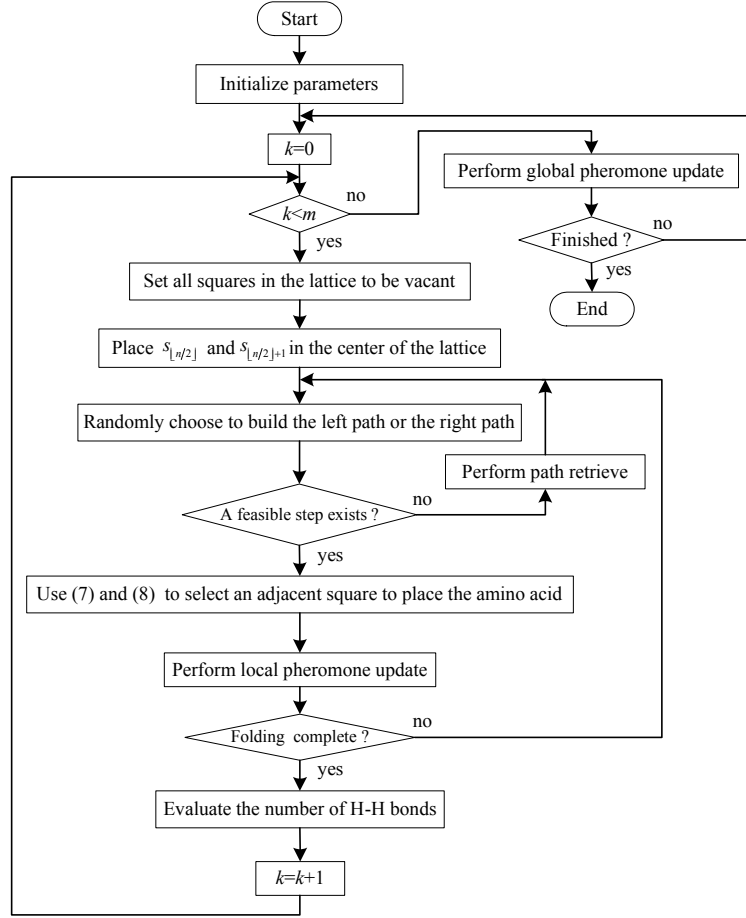 Start
Initialize parameters
k=0
k<m
no
yes
Perform global pheromone update
Finished ?
no
yes
End
Set all squares in the lattice to be vacant
Place s⌊n/2⌋ and s⌊n/2⌋+1 in the center of the lattice
Randomly choose to build the left path or the right path
Perform path retrieve
A feasible step exists ?
no
yes
Use (7) and (8) to select an adjacent square to place the amino acid
Perform local pheromone update
Folding complete ?
no
yes
Evaluate the number of H-H bonds
k=k+1